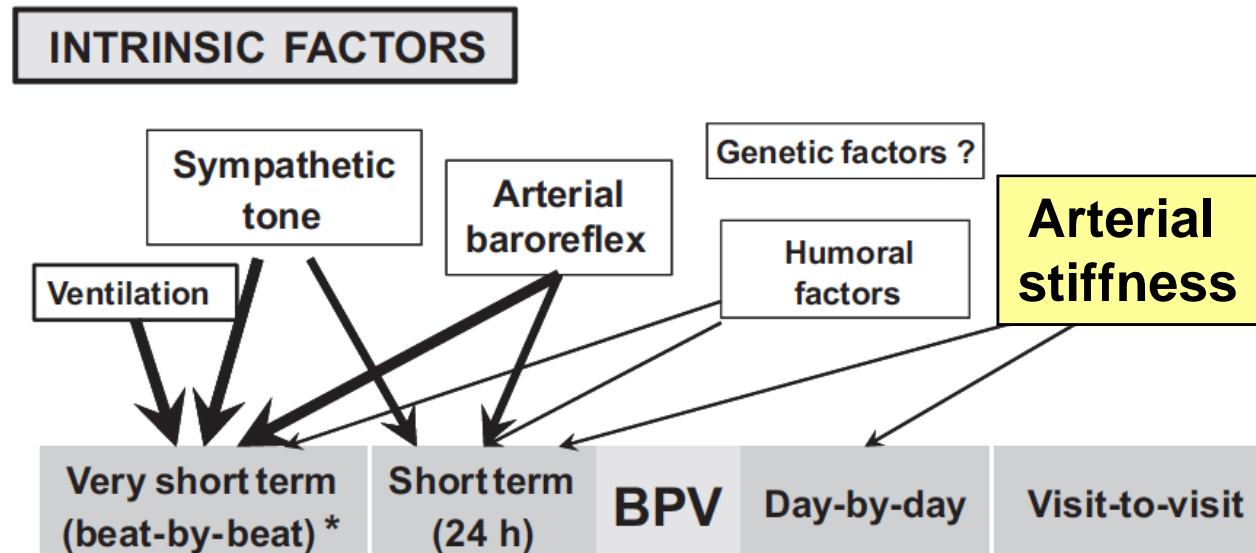 INTRINSIC FACTORS
Sympathetic
tone
Arterial
baroreflex
Genetic factors ?
Arterial
stiffness
Ventilation
Humoral
factors
Very short term
(beat-by-beat) *
Short term
(24 h)
BPV
Day-by-day
Visit-to-visit